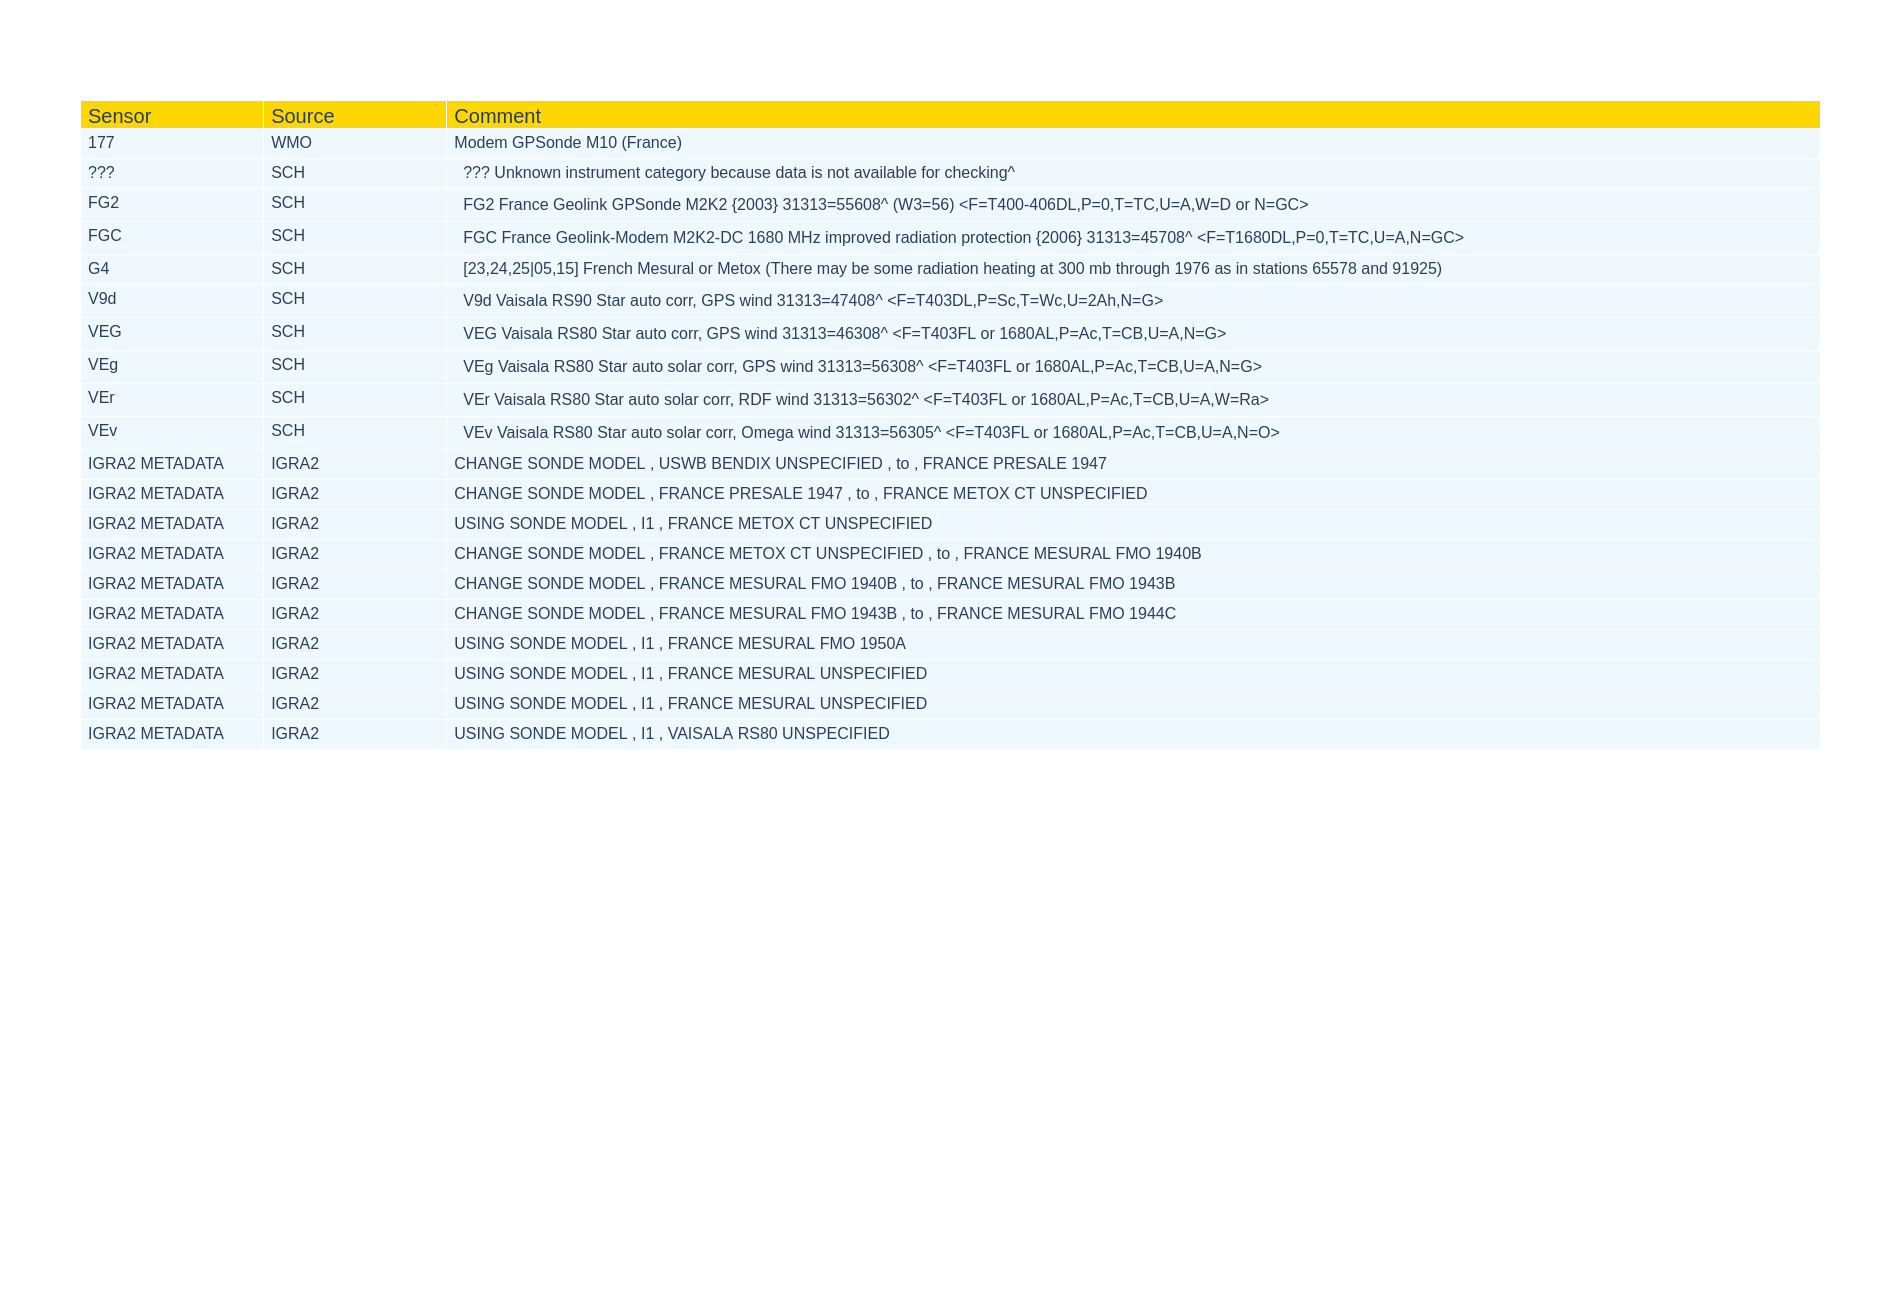 Sensor Source Comment
177 WMO Modem GPSonde M10 (France)
??? SCH ??? Unknown instrument category because data is not available for checking^
FG2 SCH FG2 France Geolink GPSonde M2K2 {2003} 31313=55608^ (W3=56) <F=T400-406DL,P=0,T=TC,U=A,W=D or N=GC>
FGC SCH FGC France Geolink-Modem M2K2-DC 1680 MHz improved radiation protection {2006} 31313=45708^ <F=T1680DL,P=0,T=TC,U=A,N=GC>
G4 SCH [23,24,25|05,15] French Mesural or Metox (There may be some radiation heating at 300 mb through 1976 as in stations 65578 and 91925)
V9d SCH V9d Vaisala RS90 Star auto corr, GPS wind 31313=47408^ <F=T403DL,P=Sc,T=Wc,U=2Ah,N=G>
VEG SCH VEG Vaisala RS80 Star auto corr, GPS wind 31313=46308^ <F=T403FL or 1680AL,P=Ac,T=CB,U=A,N=G>
VEg SCH VEg Vaisala RS80 Star auto solar corr, GPS wind 31313=56308^ <F=T403FL or 1680AL,P=Ac,T=CB,U=A,N=G>
VEr SCH VEr Vaisala RS80 Star auto solar corr, RDF wind 31313=56302^ <F=T403FL or 1680AL,P=Ac,T=CB,U=A,W=Ra>
VEv SCH VEv Vaisala RS80 Star auto solar corr, Omega wind 31313=56305^ <F=T403FL or 1680AL,P=Ac,T=CB,U=A,N=O>
IGRA2 METADATA IGRA2 CHANGE SONDE MODEL , USWB BENDIX UNSPECIFIED , to , FRANCE PRESALE 1947
IGRA2 METADATA IGRA2 CHANGE SONDE MODEL , FRANCE PRESALE 1947 , to , FRANCE METOX CT UNSPECIFIED
IGRA2 METADATA IGRA2 USING SONDE MODEL , I1 , FRANCE METOX CT UNSPECIFIED
IGRA2 METADATA IGRA2 CHANGE SONDE MODEL , FRANCE METOX CT UNSPECIFIED , to , FRANCE MESURAL FMO 1940B
IGRA2 METADATA IGRA2 CHANGE SONDE MODEL , FRANCE MESURAL FMO 1940B , to , FRANCE MESURAL FMO 1943B
IGRA2 METADATA IGRA2 CHANGE SONDE MODEL , FRANCE MESURAL FMO 1943B , to , FRANCE MESURAL FMO 1944C
IGRA2 METADATA IGRA2 USING SONDE MODEL , I1 , FRANCE MESURAL FMO 1950A
IGRA2 METADATA IGRA2 USING SONDE MODEL , I1 , FRANCE MESURAL UNSPECIFIED
IGRA2 METADATA IGRA2 USING SONDE MODEL , I1 , FRANCE MESURAL UNSPECIFIED
IGRA2 METADATA IGRA2 USING SONDE MODEL , I1 , VAISALA RS80 UNSPECIFIED